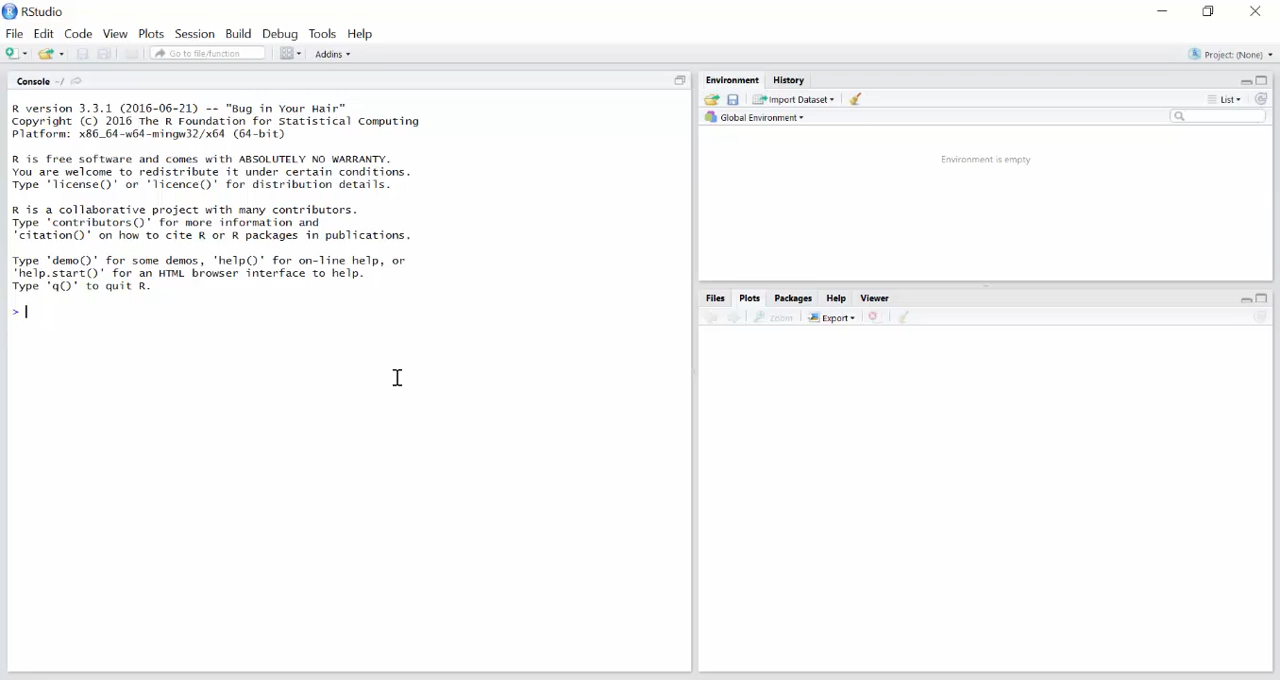 RStudio
File Edit Code View Plots Session Build Debug Tools Help
Go to file/function Addins Project: (None)
Console ~/
R version 3.3.1 (2016-06-21) -- "Bug in Your Hair"
Copyright (C) 2016 The R Foundation for Statistical Computing
Platform: x86_64-w64-mingw32/x64 (64-bit)
R is free software and comes with ABSOLUTELY NO WARRANTY.
You are welcome to redistribute it under certain conditions.
Type 'license()' or 'licence()' for distribution details.
R is a collaborative project with many contributors.
Type 'contributors()' for more information and
'citation()' on how to cite R or R packages in publications.
Type 'demo()' for some demos, 'help()' for on-line help, or
'help.start()' for an HTML browser interface to help.
Type 'q()' to quit R.
>
Environment History
Import Dataset List
Global Environment
Environment is empty
Files Plots Packages Help Viewer
Zoom Export